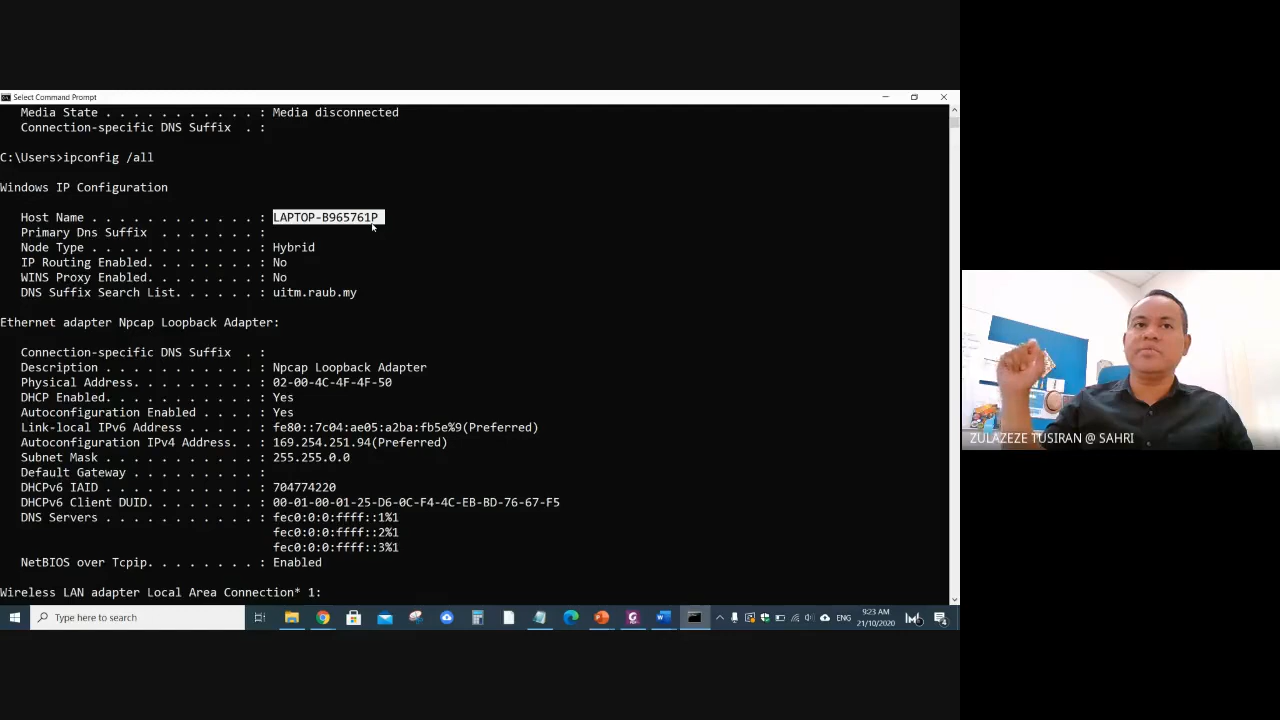 Select Command Prompt
Media State . . . . . . . . . . . : Media disconnected
Connection-specific DNS Suffix  . :
C:\Users>ipconfig /all
Windows IP Configuration
Host Name . . . . . . . . . . . . : LAPTOP-B965761P
Primary Dns Suffix  . . . . . . . :
Node Type . . . . . . . . . . . . : Hybrid
IP Routing Enabled. . . . . . . . : No
WINS Proxy Enabled. . . . . . . . : No
DNS Suffix Search List. . . . . . : uitm.raub.my
Ethernet adapter Npcap Loopback Adapter:
Connection-specific DNS Suffix  . :
Description . . . . . . . . . . . : Npcap Loopback Adapter
Physical Address. . . . . . . . . : 02-00-4C-4F-4F-50
DHCP Enabled. . . . . . . . . . . : Yes
Autoconfiguration Enabled . . . . : Yes
Link-local IPv6 Address . . . . . : fe80::7c04:ae05:a2ba:fb5e%9(Preferred)
Autoconfiguration IPv4 Address. . : 169.254.251.94(Preferred)
Subnet Mask . . . . . . . . . . . : 255.255.0.0
Default Gateway . . . . . . . . . :
DHCPv6 IAID . . . . . . . . . . . : 704774220
DHCPv6 Client DUID. . . . . . . . : 00-01-00-01-25-D6-0C-F4-4C-EB-BD-76-67-F5
DNS Servers . . . . . . . . . . . : fec0:0:0:ffff::1%1
fec0:0:0:ffff::2%1
fec0:0:0:ffff::3%1
NetBIOS over Tcpip. . . . . . . . : Enabled
Wireless LAN adapter Local Area Connection* 1:
Type here to search
ENG
9:23 AM
21/10/2020
ZULAZEZE TUSIRAN @ SAHRI